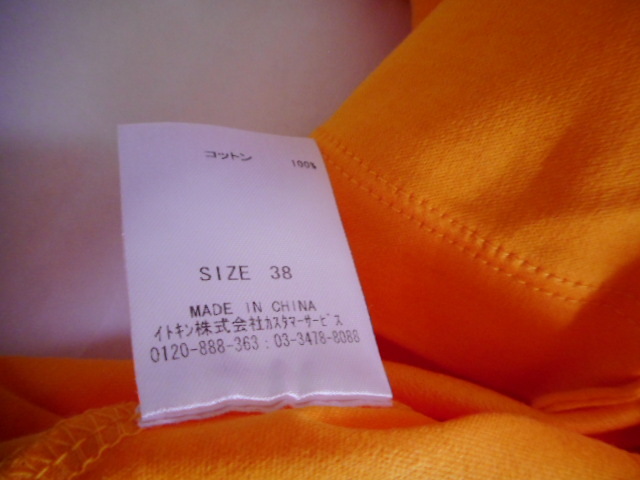 コットン 100%
SIZE 38
MADE IN CHINA
イトキン株式会社カスタマーサービス
0120-888-363 : 03-3478-8088